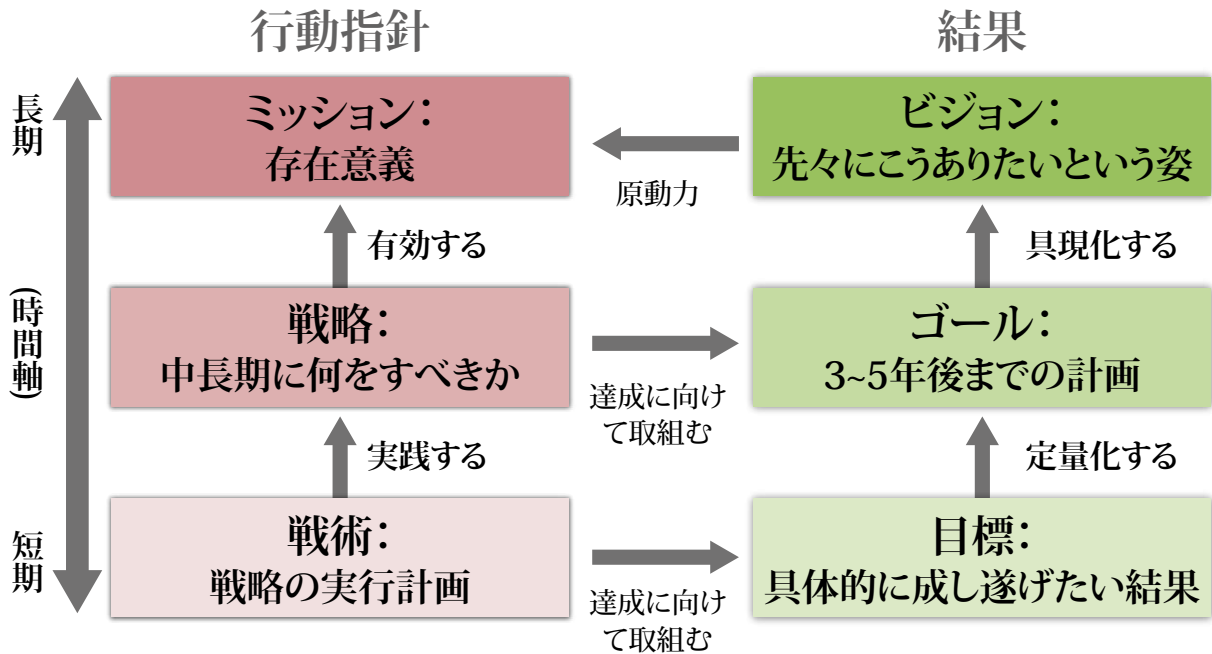 行動指針
結果
長期
ミッション：
存在意義
原動力
ビジョン：
先々にこうありたいという姿
有効する
具現化する
(時間軸)
戦略：
中長期に何をすべきか
達成に向け
て取組む
ゴール：
3~5年後までの計画
実践する
定量化する
短期
戦術：
戦略の実行計画
達成に向け
て取組む
目標：
具体的に成し遂げたい結果